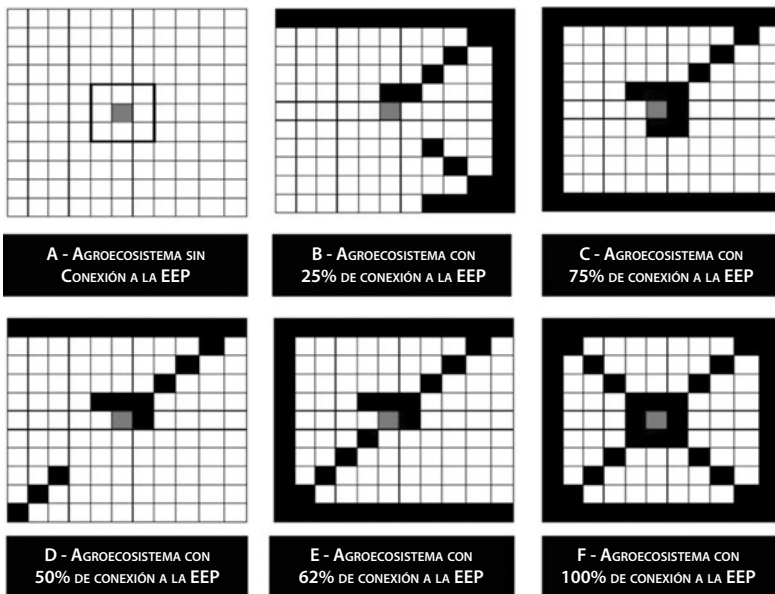 A - Agroecosistema sin
Conexión a la EEP
B - Agroecosistema con
25% de conexión a la EEP
C - Agroecosistema con
75% de conexión a la EEP
D - Agroecosistema con
50% de conexión a la EEP
E - Agroecosistema con
62% de conexión a la EEP
F - Agroecosistema con
100% de conexión a la EEP